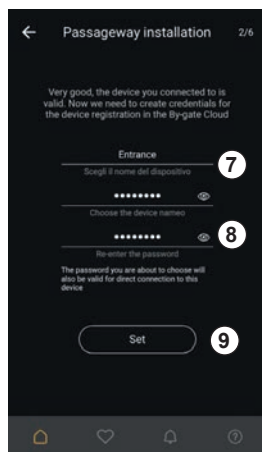 Passageway installation 2/6
Very good, the device you connected to is
valid. Now we need to create credentials for
the device registration in the By-gate Cloud
Entrance
7
Scegli il nome del dispositivo
••••••••
Choose the device nameo
8
••••••••
Re-enter the password
The password you are about to choose will
also be valid for direct connection to this
device
Set
9
?